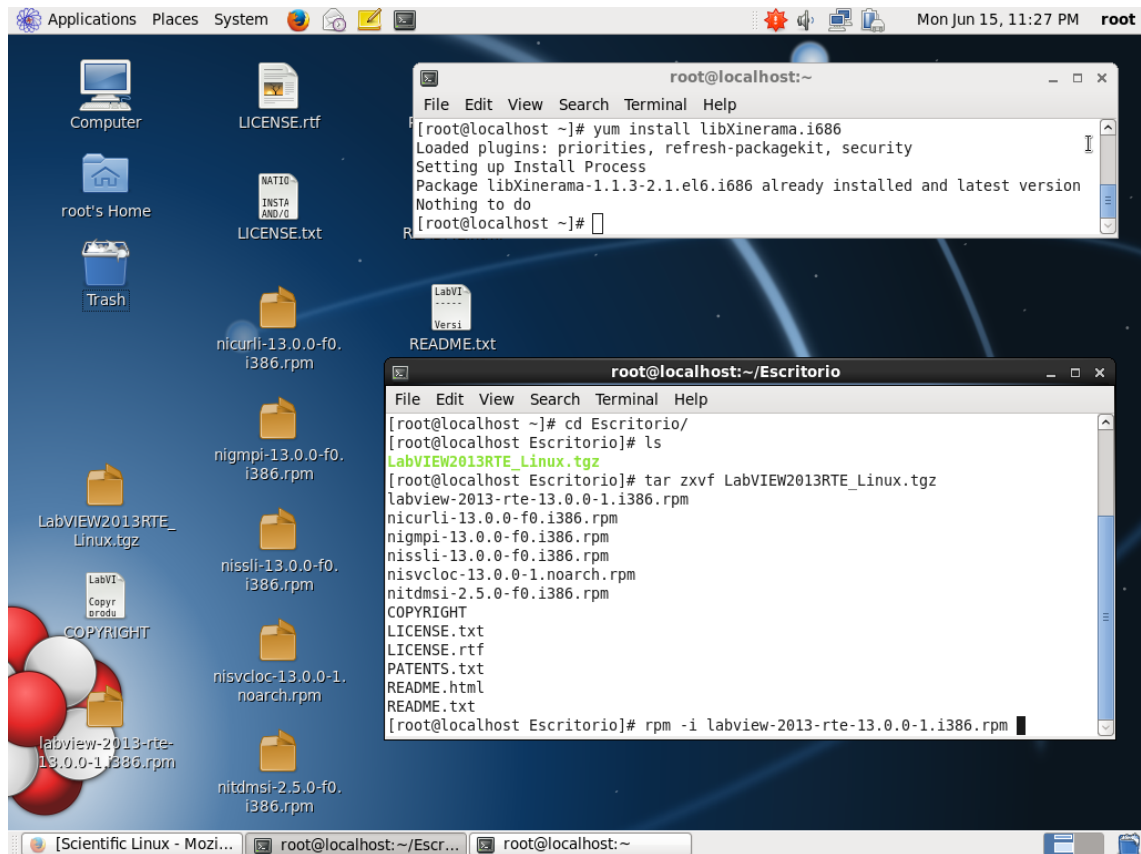 Applications Places System Mon Jun 15, 11:27 PM root
Computer
root's Home
Trash
LabVIEW2013RTE_
Linux.tgz
LabVI
Copyr
produ
COPYRIGHT
labview-2013-rte-
13.0.0-1.i386.rpm
LICENSE.rtf
NATIO
INSTA
AND/O
LICENSE.txt
nicurli-13.0.0-f0.
i386.rpm
nigmpi-13.0.0-f0.
i386.rpm
nissli-13.0.0-f0.
i386.rpm
nisvcloc-13.0.0-1.
noarch.rpm
nitdmsi-2.5.0-f0.
i386.rpm
LabVI
-----
Versi
README.txt
root@localhost:~
File Edit View Search Terminal Help
[root@localhost ~]# yum install libXinerama.i686
Loaded plugins: priorities, refresh-packagekit, security
Setting up Install Process
Package libXinerama-1.1.3-2.1.el6.i686 already installed and latest version
Nothing to do
[root@localhost ~]#
root@localhost:~/Escritorio
File Edit View Search Terminal Help
[root@localhost ~]# cd Escritorio/
[root@localhost Escritorio]# ls
LabVIEW2013RTE_Linux.tgz
[root@localhost Escritorio]# tar zxvf LabVIEW2013RTE_Linux.tgz
labview-2013-rte-13.0.0-1.i386.rpm
nicurli-13.0.0-f0.i386.rpm
nigmpi-13.0.0-f0.i386.rpm
nissli-13.0.0-f0.i386.rpm
nisvcloc-13.0.0-1.noarch.rpm
nitdmsi-2.5.0-f0.i386.rpm
COPYRIGHT
LICENSE.txt
LICENSE.rtf
PATENTS.txt
README.html
README.txt
[root@localhost Escritorio]# rpm -i labview-2013-rte-13.0.0-1.i386.rpm
[Scientific Linux - Mozi... root@localhost:~/Escr... root@localhost:~